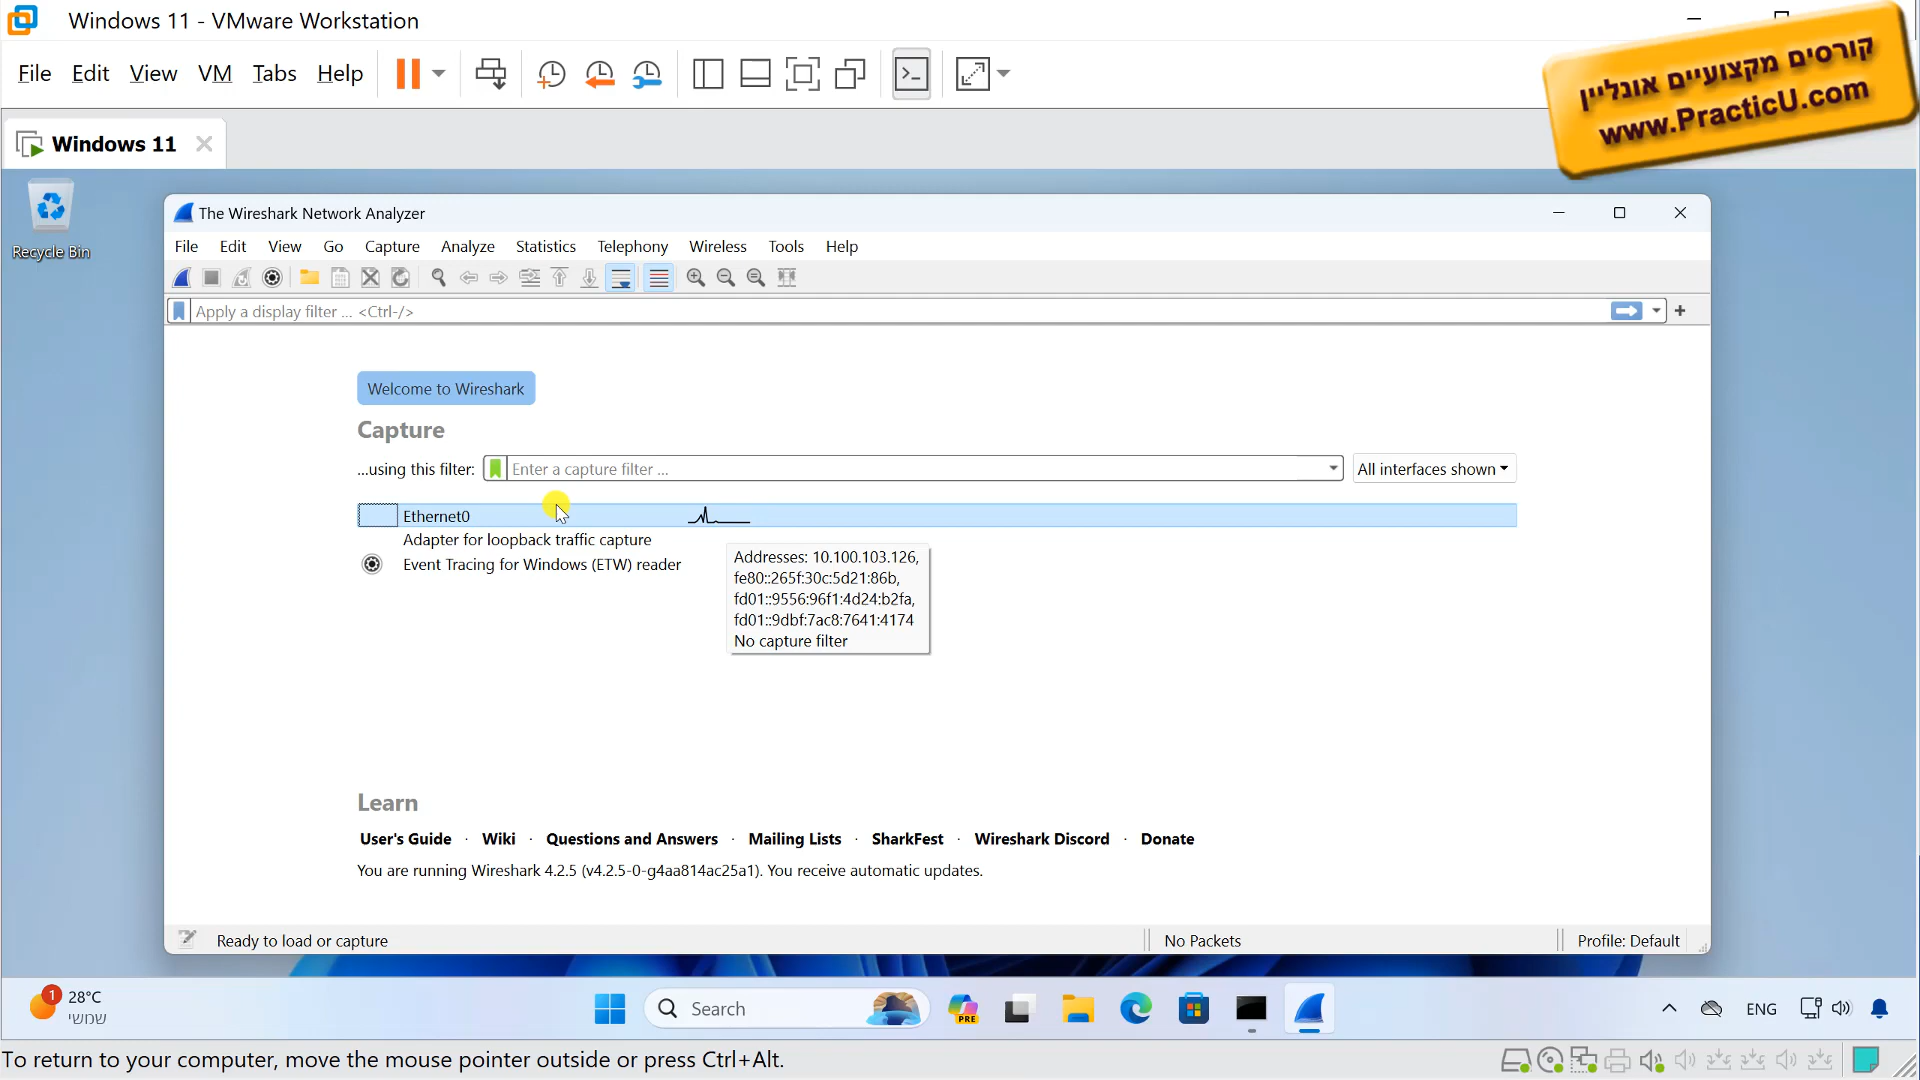 Windows 11 - VMware Workstation
קורסים מקצועיים אונליין
www.PracticU.com
File Edit View VM Tabs Help
Windows 11
Recycle Bin
The Wireshark Network Analyzer
File Edit View Go Capture Analyze Statistics Telephony Wireless Tools Help
Apply a display filter ... <Ctrl-/>
Welcome to Wireshark
Capture
...using this filter: Enter a capture filter ... All interfaces shown
Ethernet0
Adapter for loopback traffic capture
Event Tracing for Windows (ETW) reader
Addresses: 10.100.103.126,
fe80::265f:30c:5d21:86b,
fd01::9556:96f1:4d24:b2fa,
fd01::9dbf:7ac8:7641:4174
No capture filter
Learn
User's Guide · Wiki · Questions and Answers · Mailing Lists · SharkFest · Wireshark Discord · Donate
You are running Wireshark 4.2.5 (v4.2.5-0-g4aa814ac25a1). You receive automatic updates.
Ready to load or capture No Packets Profile: Default
1 28°C
שמשי
Search
PRE
ENG
To return to your computer, move the mouse pointer outside or press Ctrl+Alt.